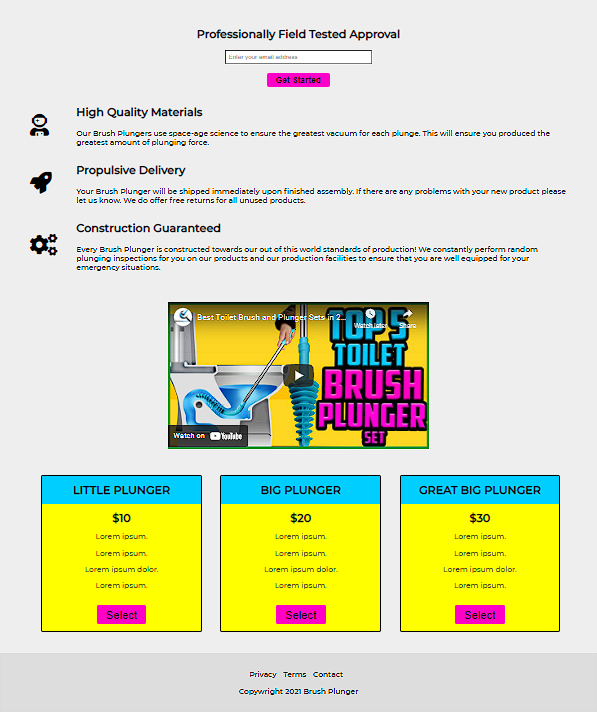 Professionally Field Tested Approval
Enter your email address
Get Started
High Quality Materials
Our Brush Plungers use space-age science to ensure the greatest vacuum for each plunge. This will ensure you produced the
greatest amount of plunging force.
Propulsive Delivery
Your Brush Plunger will be shipped immediately upon finished assembly. If there are any problems with your new product please
let us know. We do offer free returns for all unused products.
Construction Guaranteed
Every Brush Plunger is constructed towards our out of this world standards of production! We constantly perform random
plunging inspections for you on our products and our production facilities to ensure that you are well equipped for your
emergency situations.
Best Toilet Brush and Plunger Sets in 2...
Watch later
Share
TOP 5
TOILET
BRUSH
PLUNGER
SET
Watch on YouTube
LITTLE PLUNGER
$10
Lorem ipsum.
Lorem ipsum.
Lorem ipsum dolor.
Lorem ipsum.
Select
BIG PLUNGER
$20
Lorem ipsum.
Lorem ipsum.
Lorem ipsum dolor.
Lorem ipsum.
Select
GREAT BIG PLUNGER
$30
Lorem ipsum.
Lorem ipsum.
Lorem ipsum dolor.
Lorem ipsum.
Select
Privacy Terms Contact
Copywright 2021 Brush Plunger